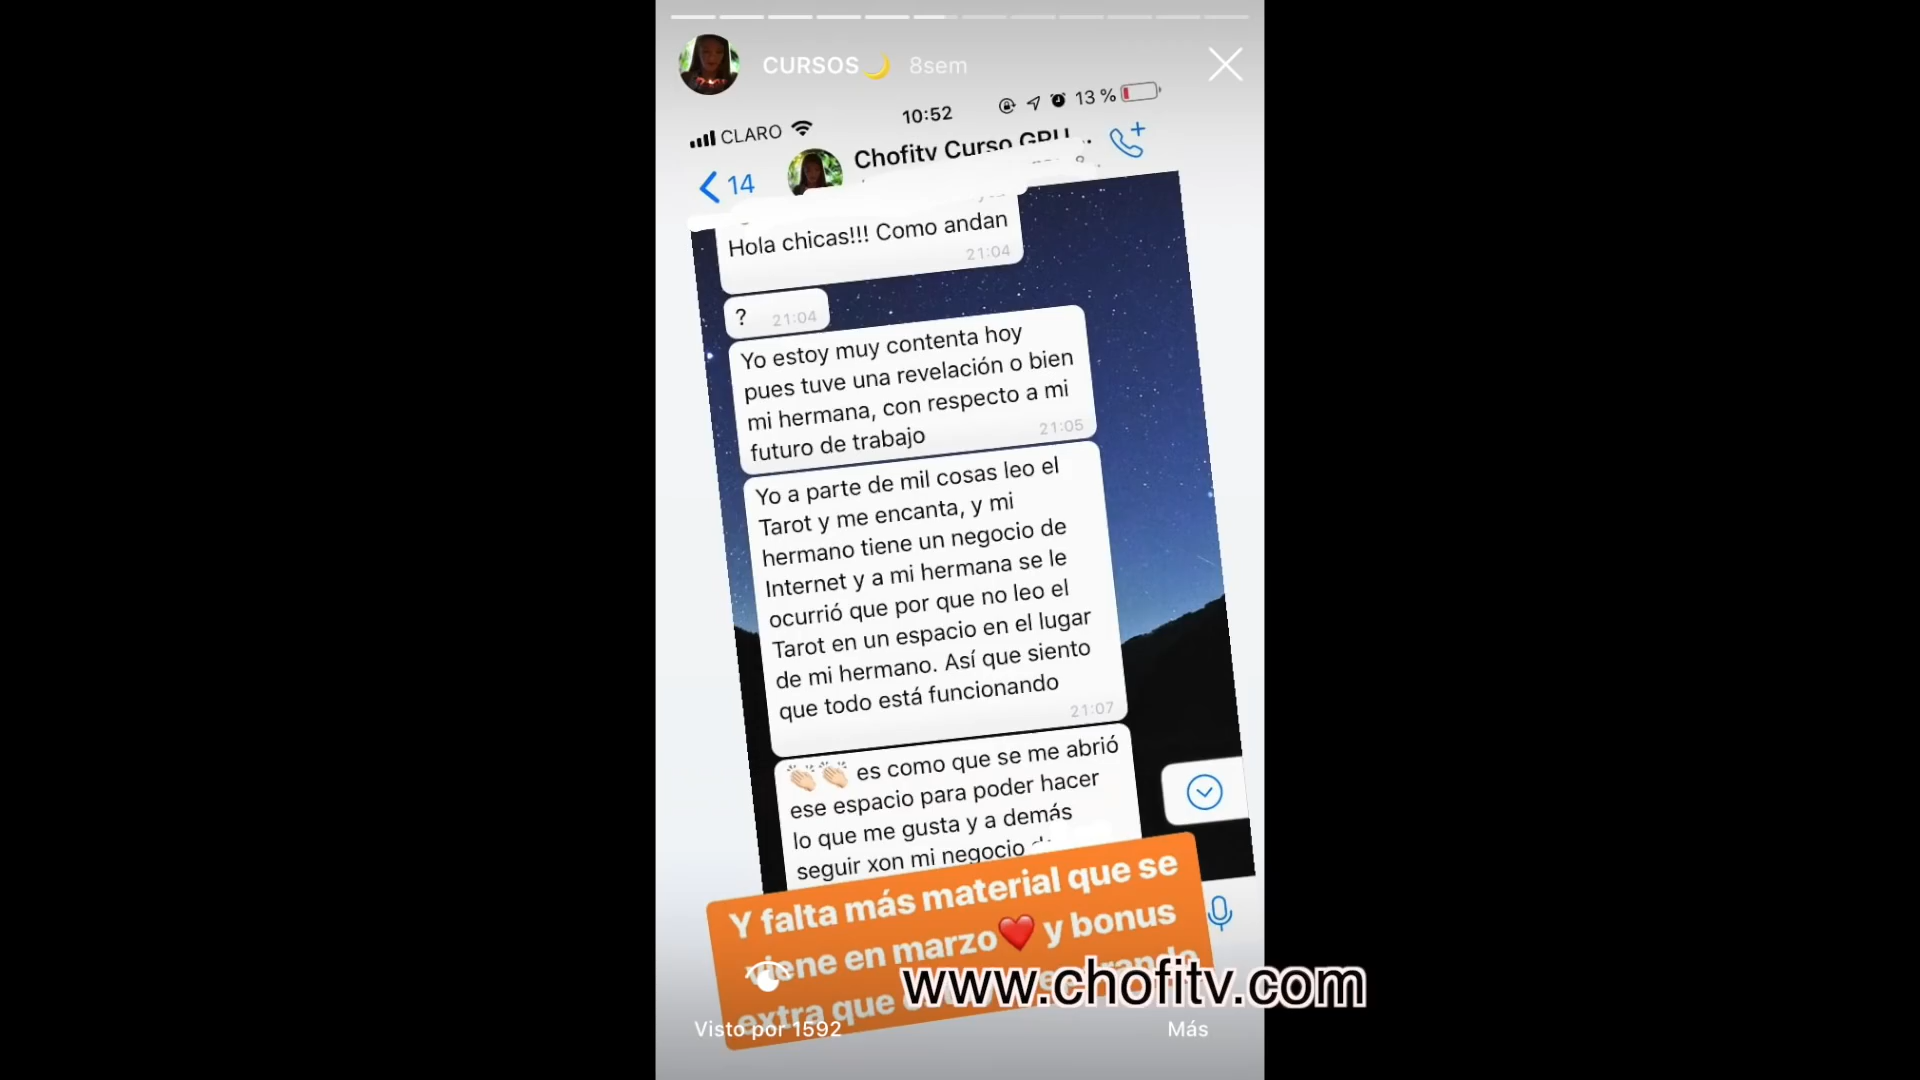 CURSOS🌙 8sem
CLARO 10:52 13 %
14 Chofitv Curso
Hola chicas!!! Como andan
21:04
? 21:04
Yo estoy muy contenta hoy
pues tuve una revelación o bien
mi hermana, con respecto a mi
futuro de trabajo 21:05
Yo a parte de mil cosas leo el
Tarot y me encanta, y mi
hermano tiene un negocio de
Internet y a mi hermana se le
ocurrió que por que no leo el
Tarot en un espacio en el lugar
de mi hermano. Así que siento
que todo está funcionando
21:07
👏🏻👏🏻 es como que se me abrió
ese espacio para poder hacer
lo que me gusta y a demás
seguir xon mi negocio
Y falta más material que se
viene en marzo❤️ y bonus
extra que
www.chofitv.com
Visto por 1592 Más